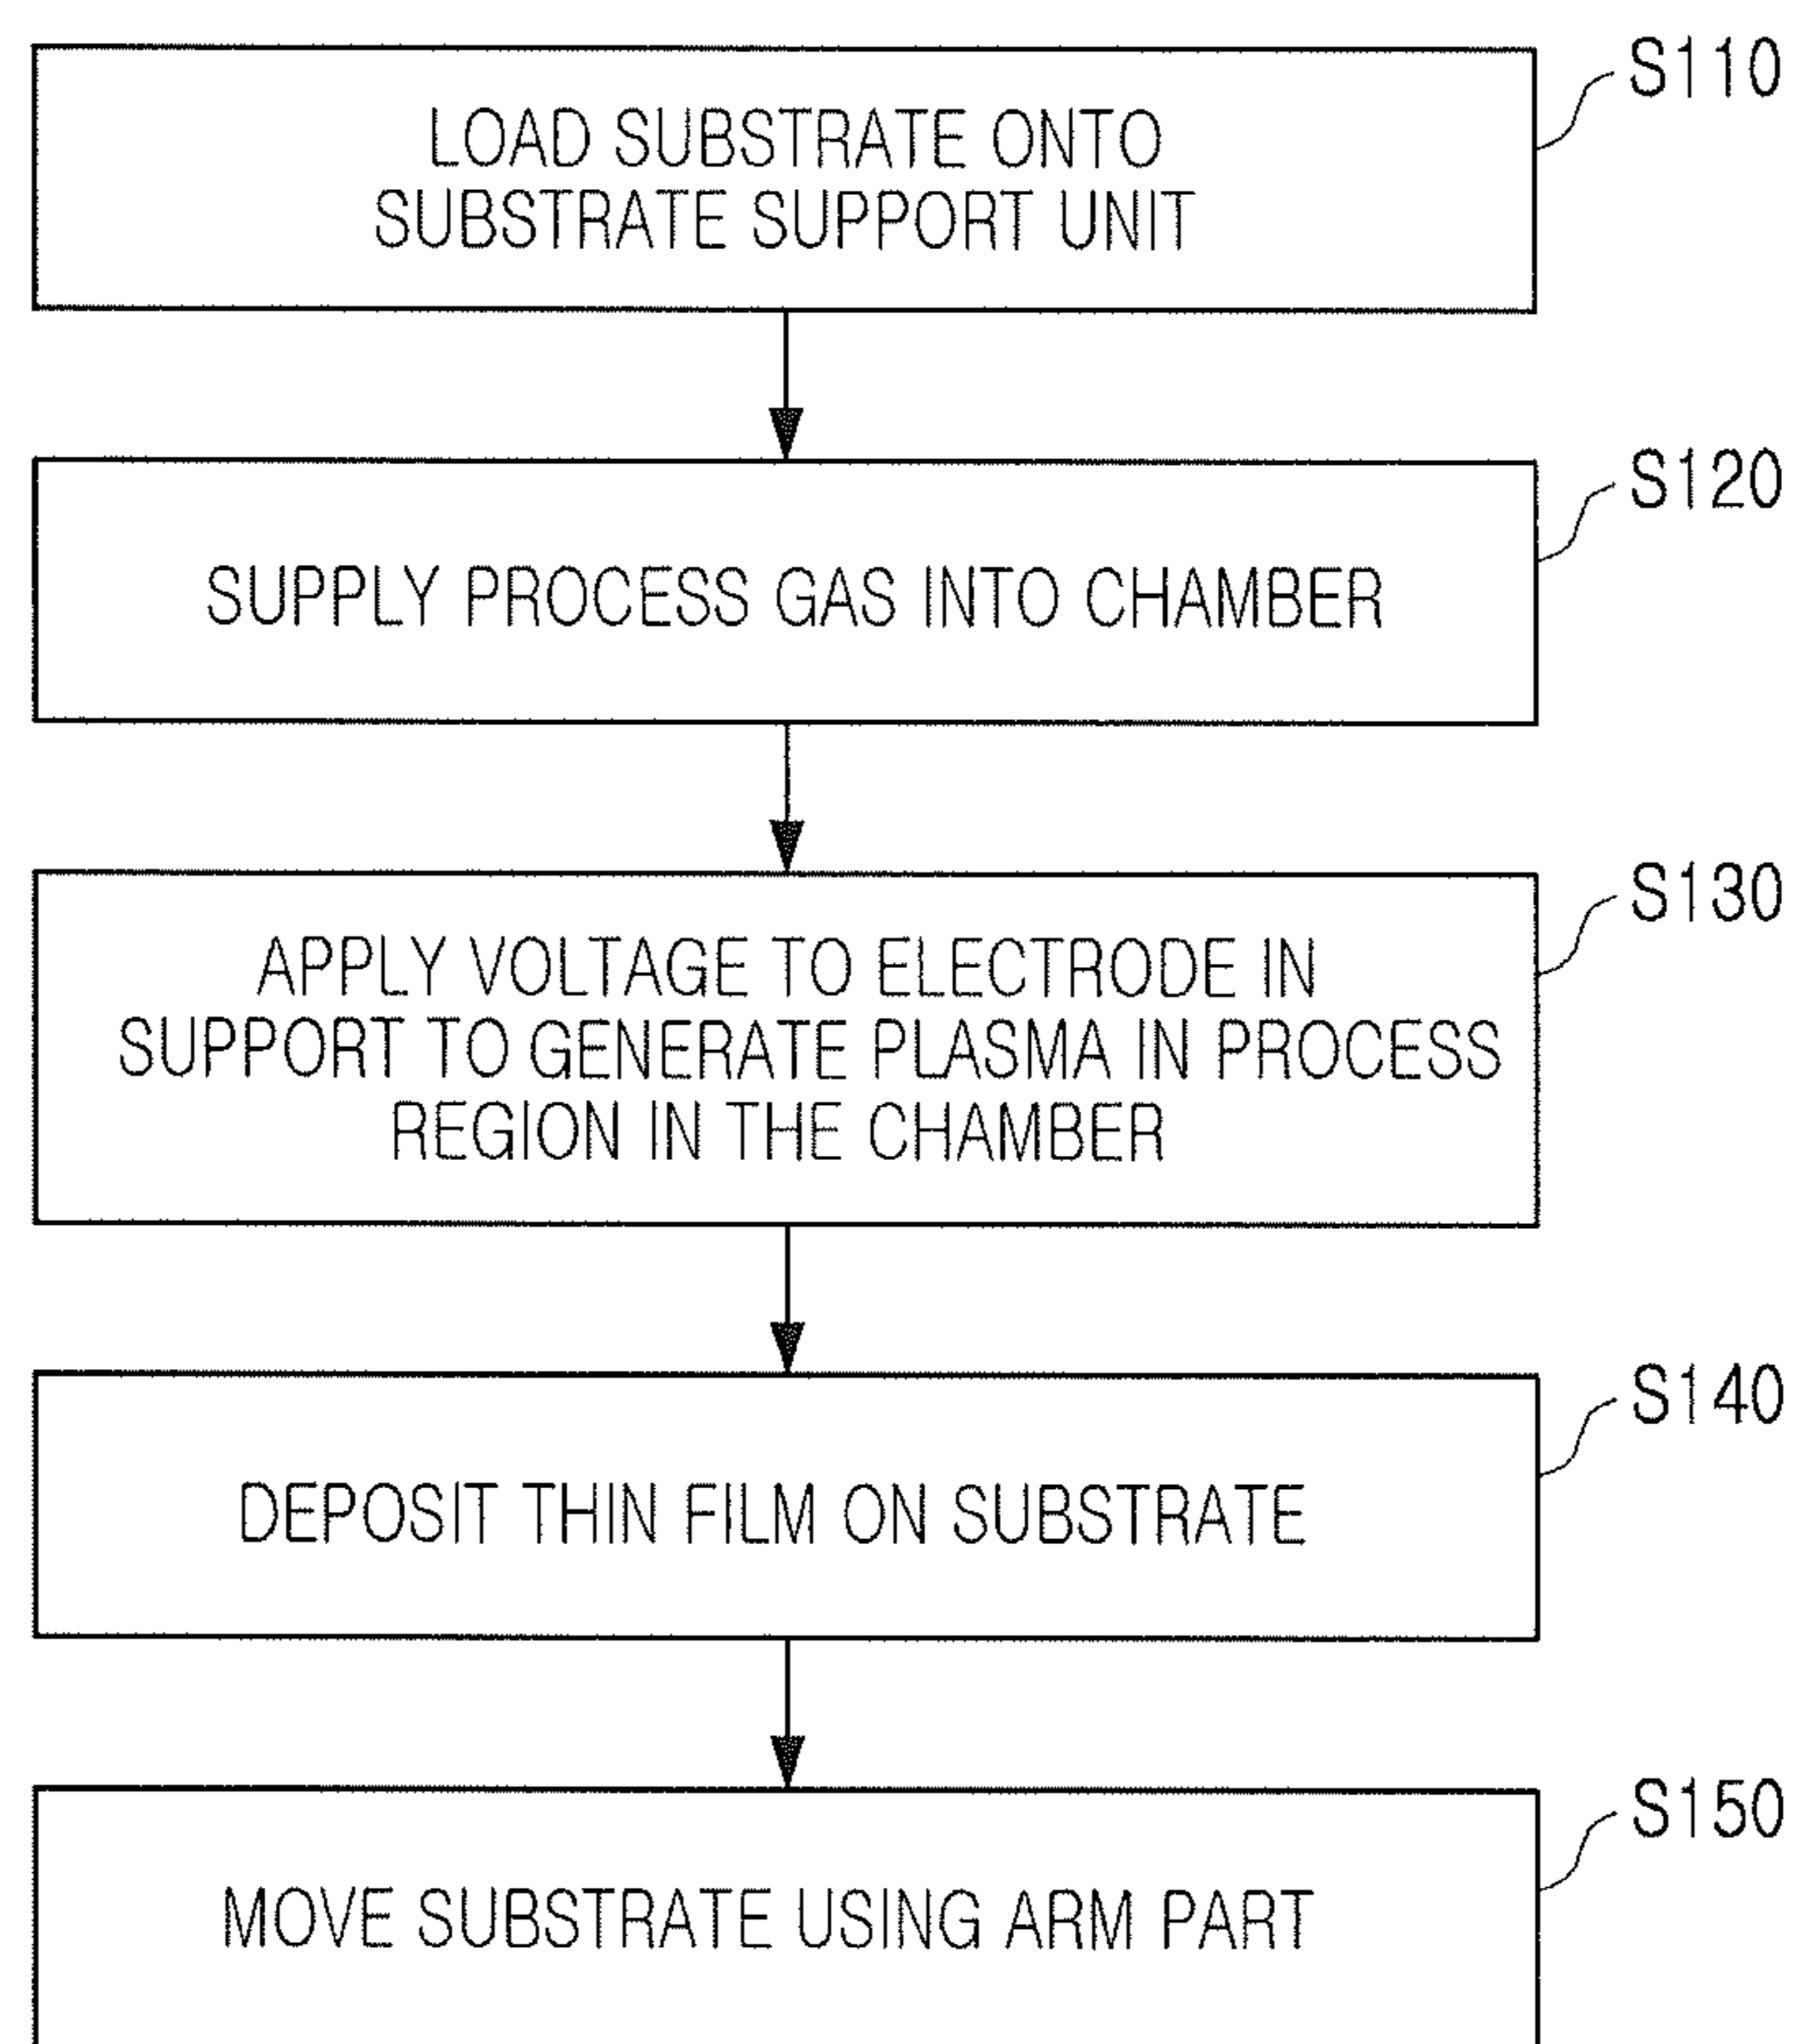 S110
LOAD SUBSTRATE ONTO
SUBSTRATE SUPPORT UNIT
S120
SUPPLY PROCESS GAS INTO CHAMBER
S130
APPLY VOLTAGE TO ELECTRODE IN
SUPPORT TO GENERATE PLASMA IN PROCESS
REGION IN THE CHAMBER
S140
DEPOSIT THIN FILM ON SUBSTRATE
S150
MOVE SUBSTRATE USING ARM PART